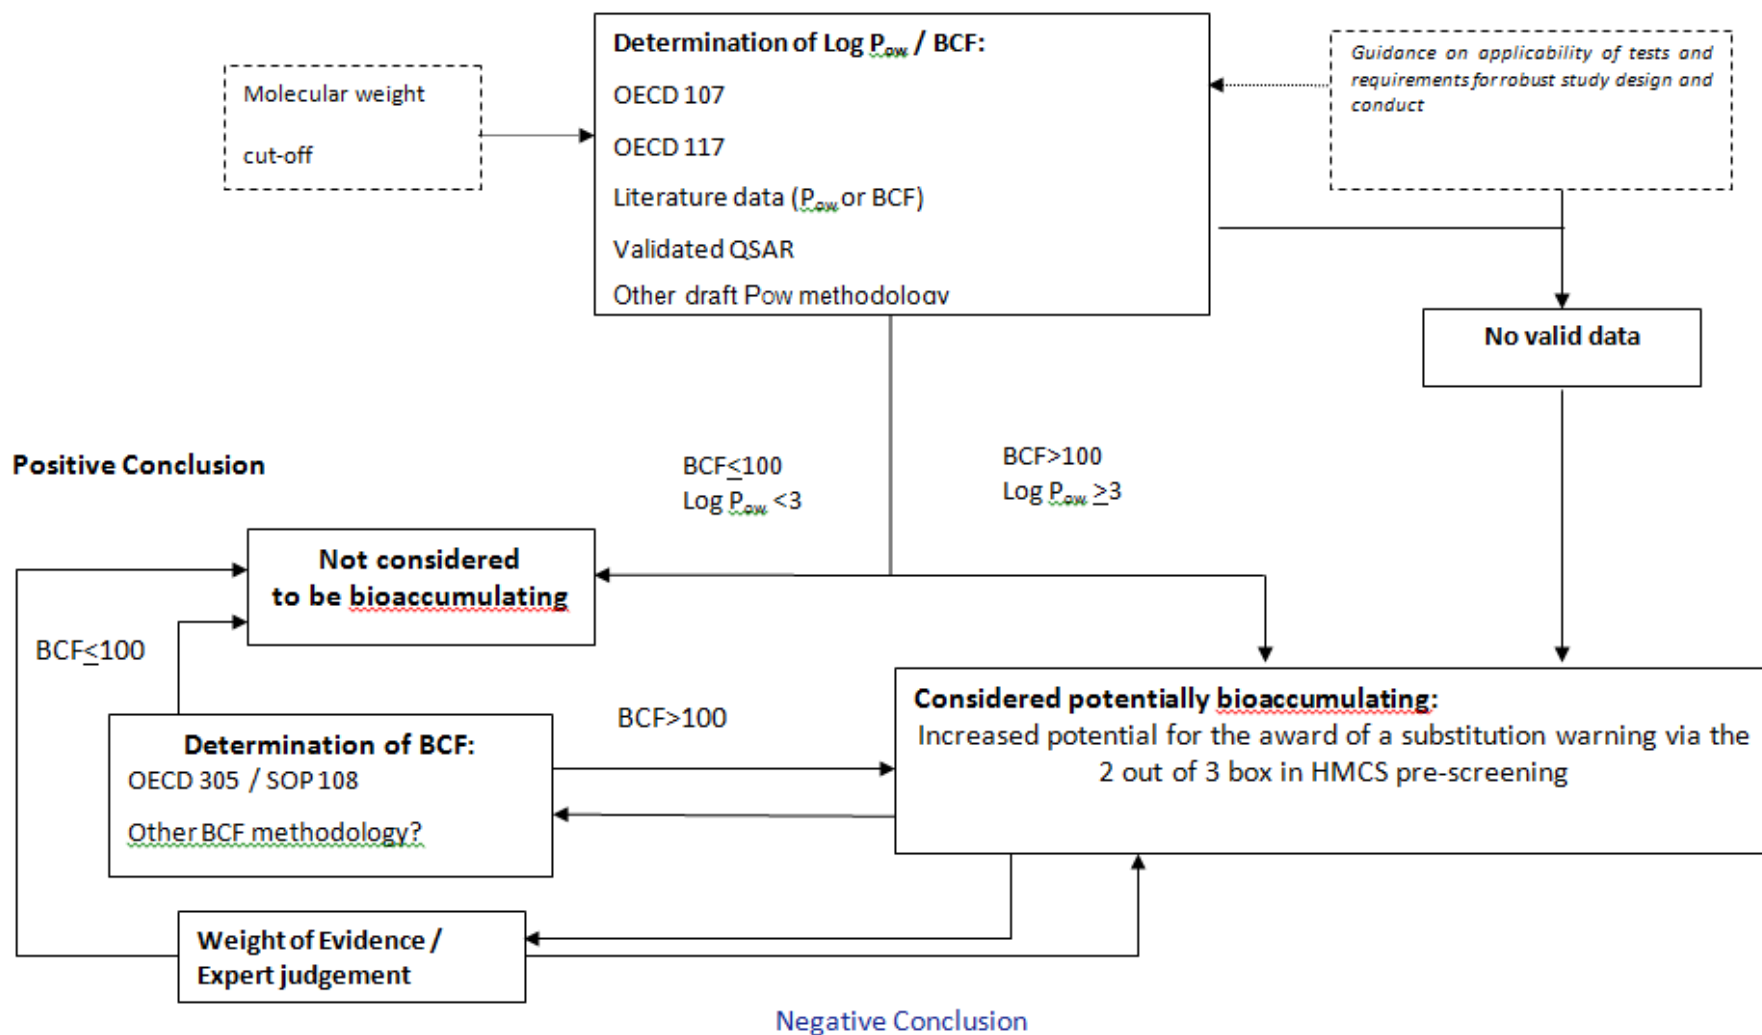 Determination of Log Pow / BCF:
OECD 107
OECD 117
Literature data (Pow or BCF)
Validated QSAR
Other draft Pow methodology
Molecular weight
cut-off
Guidance on applicability of tests and
requirements for robust study design and
conduct
No valid data
Positive Conclusion
BCF≤100
Log Pow <3
BCF>100
Log Pow ≥3
Not considered
to be bioaccumulating
BCF≤100
Determination of BCF:
OECD 305 / SOP 108
Other BCF methodology?
BCF>100
Considered potentially bioaccumulating:
Increased potential for the award of a substitution warning via the
2 out of 3 box in HMCS pre-screening
Weight of Evidence /
Expert judgement
Negative Conclusion